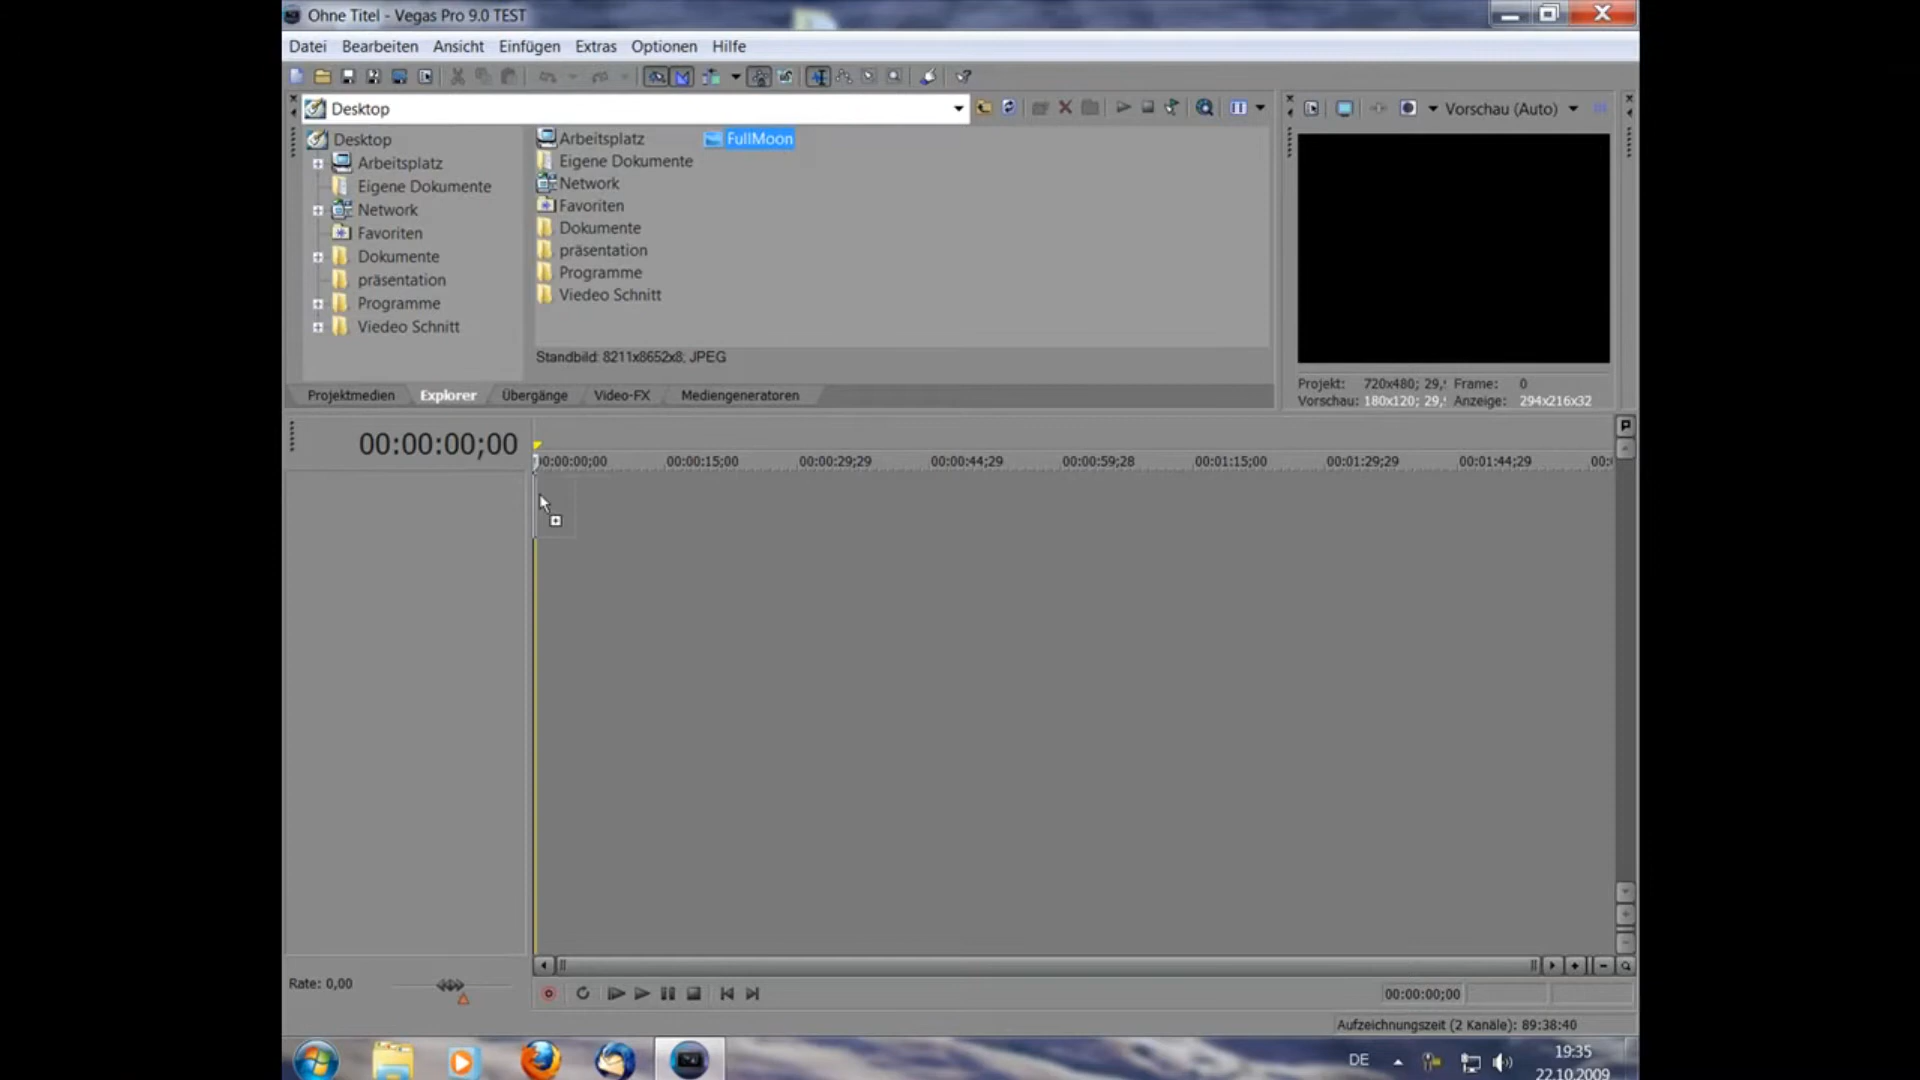 Ohne Titel - Vegas Pro 9.0 TEST
Datei Bearbeiten Ansicht Einfügen Extras Optionen Hilfe
Desktop
Vorschau (Auto)
Desktop
Arbeitsplatz
Eigene Dokumente
Network
Favoriten
Dokumente
präsentation
Programme
Viedeo Schnitt
Arbeitsplatz
Eigene Dokumente
Network
Favoriten
Dokumente
präsentation
Programme
Viedeo Schnitt
FullMoon
Standbild: 8211x8652x8; JPEG
Projektmedien Explorer Übergänge Video-FX Mediengeneratoren
Projekt: 720x480; 29, Frame: 0
Vorschau: 180x120; 29, Anzeige: 294x216x32
00:00:00;00
00:00:00;00 00:00:15;00 00:00:29;29 00:00:44;29 00:00:59;28 00:01:15;00 00:01:29;29 00:01:44;29 00:
Rate: 0,00
00:00:00;00
Aufzeichnungszeit (2 Kanäle): 89:38:40
DE
19:35
22.10.2009